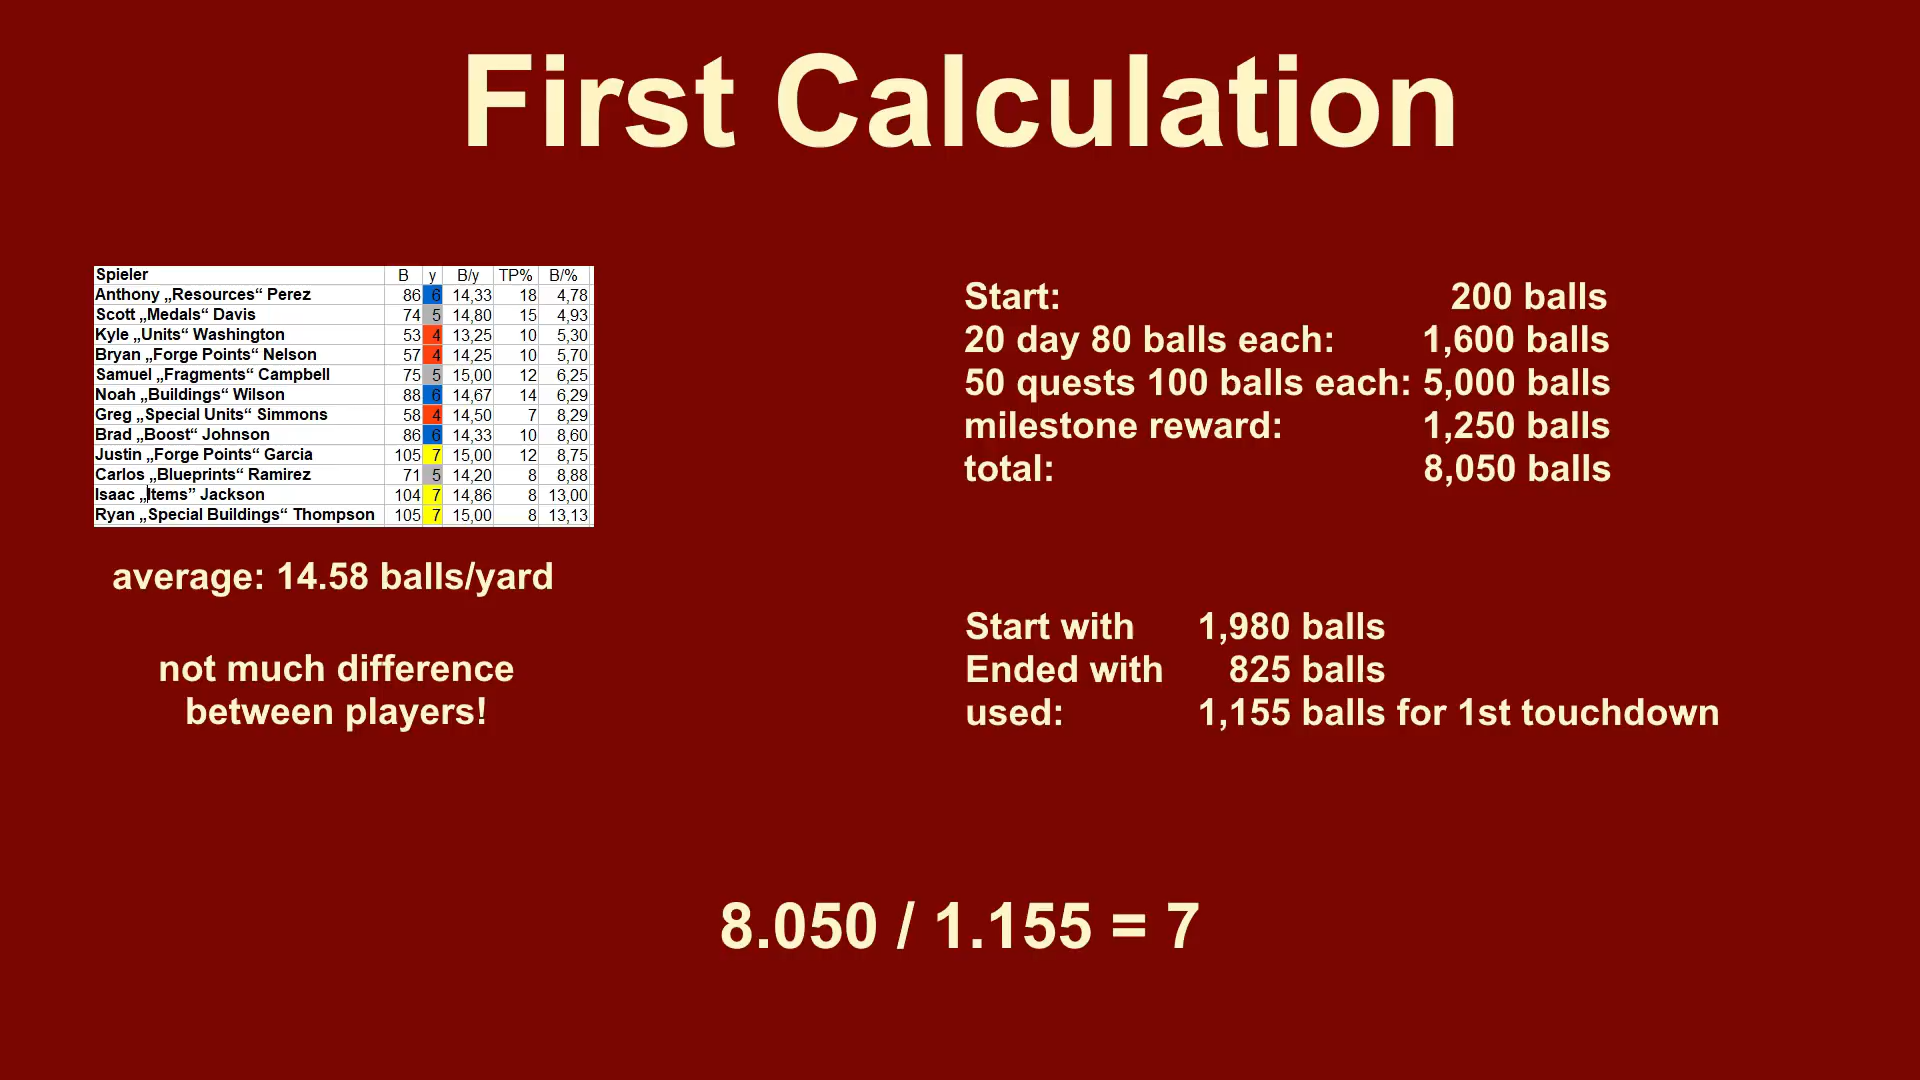 First Calculation
Spieler B y B/y TP% B/%
Anthony „Resources“ Perez 86 6 14,33 18 4,78
Scott „Medals“ Davis 74 5 14,80 15 4,93
Kyle „Units“ Washington 53 4 13,25 10 5,30
Bryan „Forge Points“ Nelson 57 4 14,25 10 5,70
Samuel „Fragments“ Campbell 75 5 15,00 12 6,25
Noah „Buildings“ Wilson 88 6 14,67 14 6,29
Greg „Special Units“ Simmons 58 4 14,50 7 8,29
Brad „Boost“ Johnson 86 6 14,33 10 8,60
Justin „Forge Points“ Garcia 105 7 15,00 12 8,75
Carlos „Blueprints“ Ramirez 71 5 14,20 8 8,88
Isaac „Items” Jackson 104 7 14,86 8 13,00
Ryan „Special Buildings“ Thompson 105 7 15,00 8 13,13
average: 14.58 balls/yard
not much difference
between players!
Start: 200 balls
20 day 80 balls each: 1,600 balls
50 quests 100 balls each: 5,000 balls
milestone reward: 1,250 balls
total: 8,050 balls
Start with 1,980 balls
Ended with 825 balls
used: 1,155 balls for 1st touchdown
8.050 / 1.155 = 7